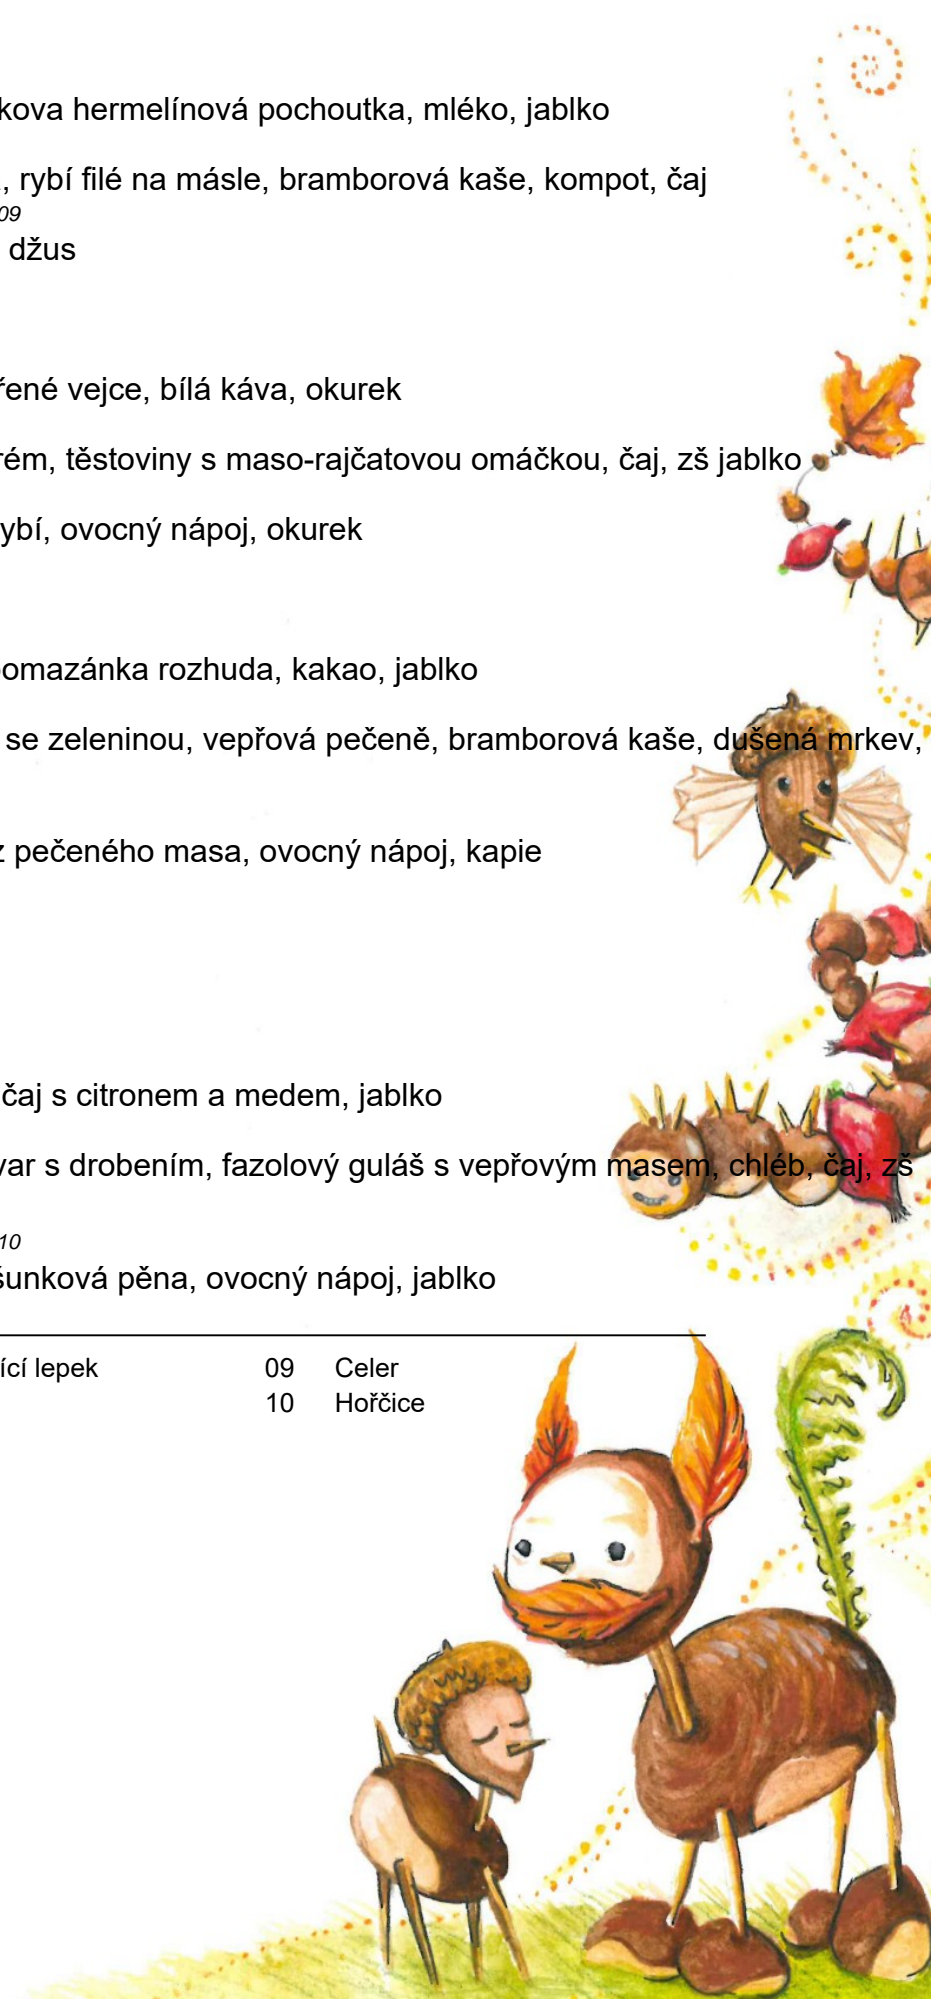 kova hermelínová pochoutka, mléko, jablko
, rybí filé na másle, bramborová kaše, kompot, čaj
09
džus
řené vejce, bílá káva, okurek
rém, těstoviny s maso-rajčatovou omáčkou, čaj, zš jablko
ybí, ovocný nápoj, okurek
omazánka rozhuda, kakao, jablko
se zeleninou, vepřová pečeně, bramborová kaše, dušená mrkev,
z pečeného masa, ovocný nápoj, kapie
čaj s citronem a medem, jablko
var s drobením, fazolový guláš s vepřovým masem, chléb, čaj, zš
10
šunková pěna, ovocný nápoj, jablko
ící lepek 09 Celer
10 Hořčice